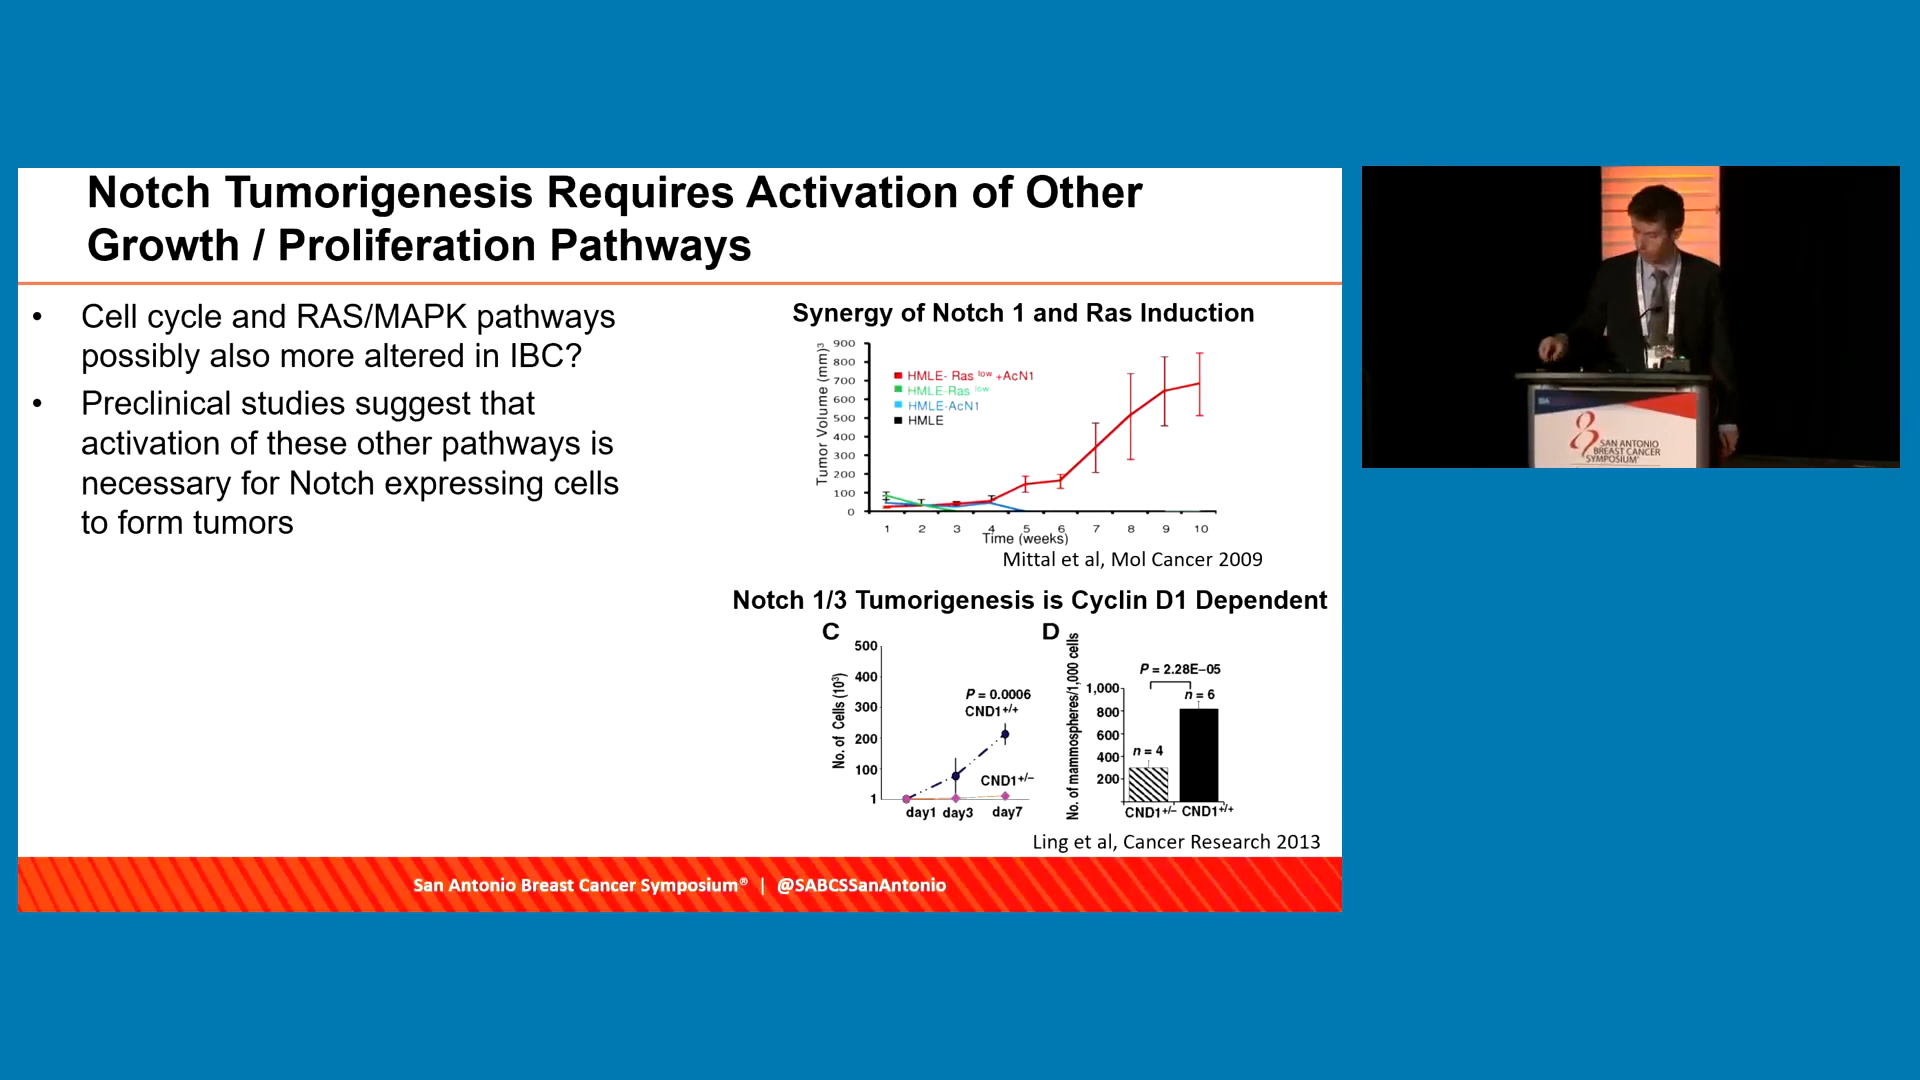 Notch Tumorigenesis Requires Activation of Other
Growth / Proliferation Pathways
• Cell cycle and RAS/MAPK pathways
possibly also more altered in IBC?
• Preclinical studies suggest that
activation of these other pathways is
necessary for Notch expressing cells
to form tumors
Synergy of Notch 1 and Ras Induction
Tumor Volume (mm)³
900
800
700
600
500
400
300
200
100
0
HMLE- Ras low +AcN1
HMLE-Ras low
HMLE-AcN1
HMLE
1 2 3 4 5 6 7 8 9 10
Time (weeks)
Mittal et al, Mol Cancer 2009
Notch 1/3 Tumorigenesis is Cyclin D1 Dependent
C
No. of Cells (10³)
500
400
300
200
100
1
P = 0.0006
CND1+/+
CND1+/–
day1 day3 day7
D
No. of mammospheres/1,000 cells
1,000
800
600
400
200
P = 2.28E–05
n = 6
n = 4
CND1+/– CND1+/+
Ling et al, Cancer Research 2013
San Antonio Breast Cancer Symposium® | @SABCSSanAntonio
SAN ANTONIO
BREAST CANCER
SYMPOSIUM®